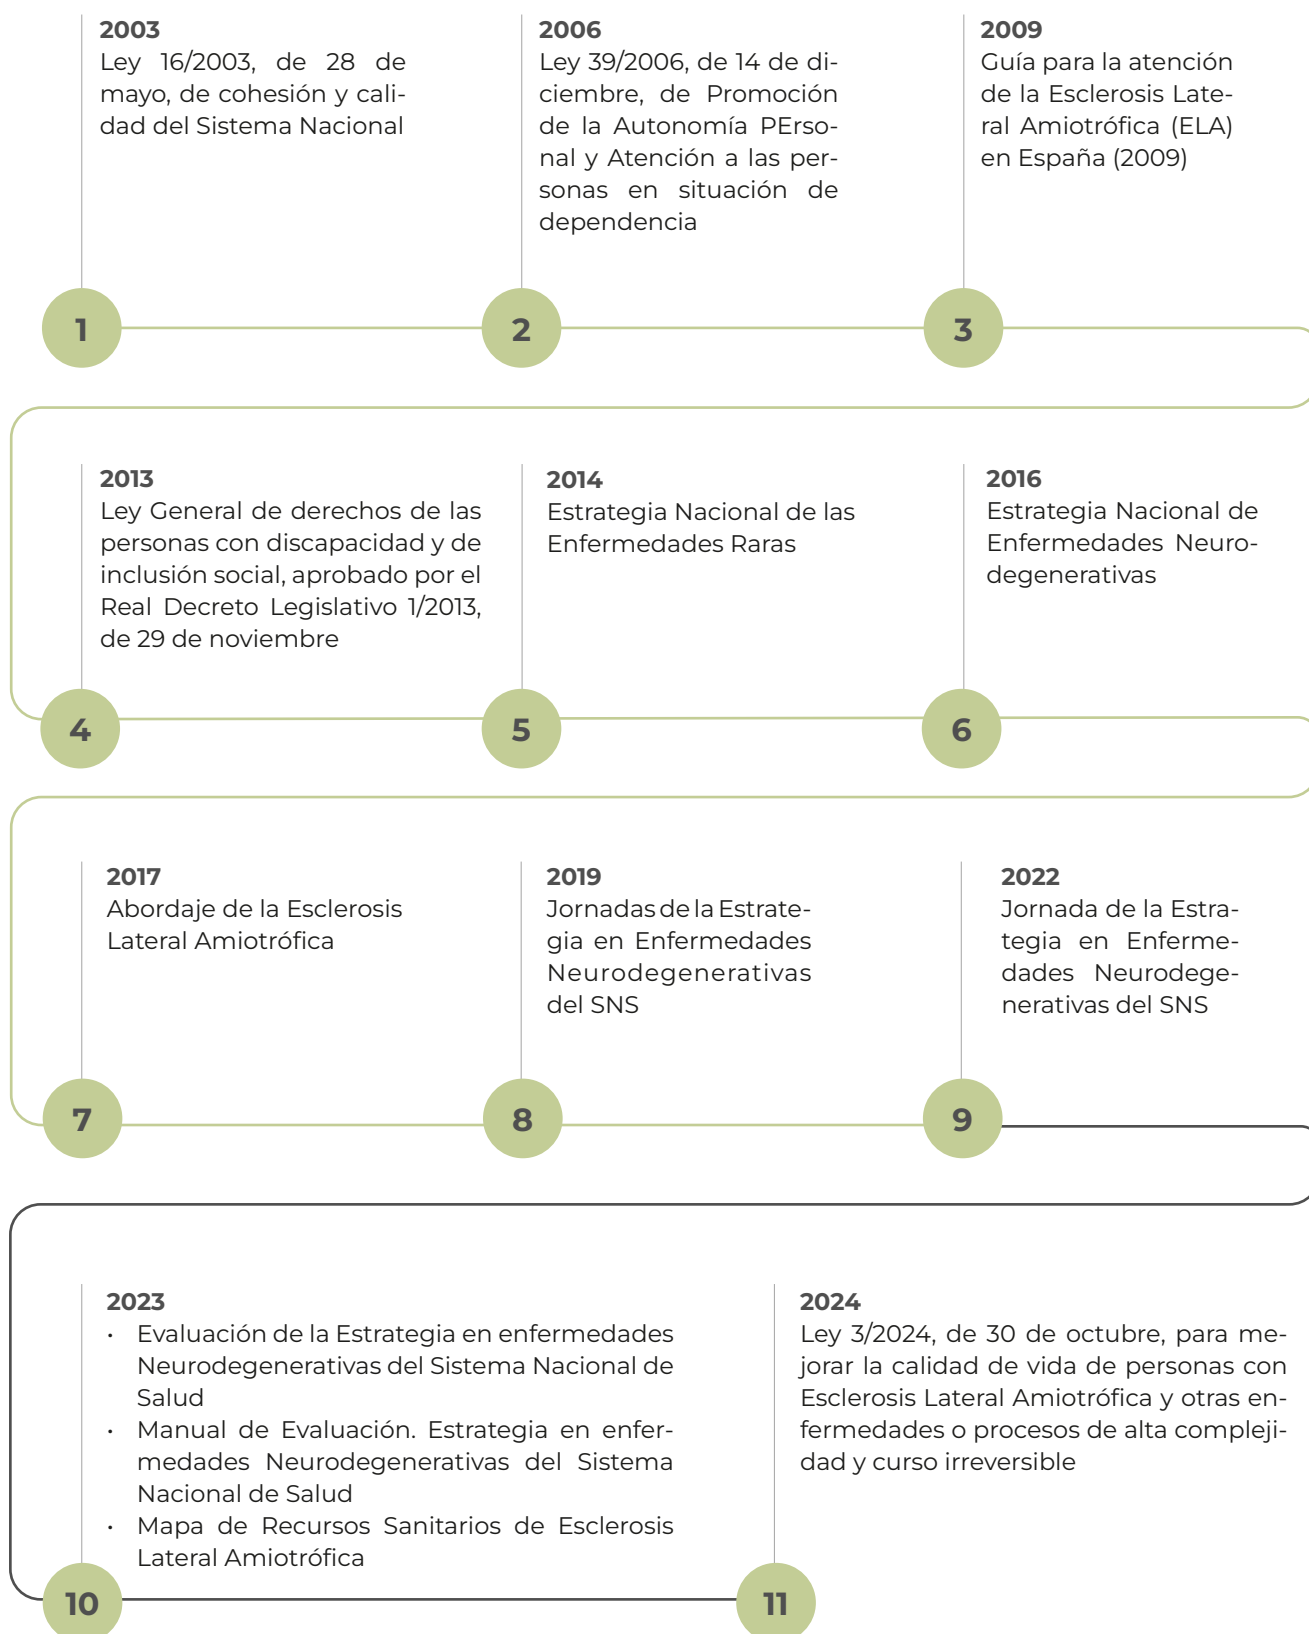 2003
Ley 16/2003, de 28 de
mayo, de cohesión y cali-
dad del Sistema Nacional
2006
Ley 39/2006, de 14 de di-
ciembre, de Promoción
de la Autonomía PErso-
nal y Atención a las per-
sonas en situación de
dependencia
2009
Guía para la atención
de la Esclerosis Late-
ral Amiotrófica (ELA)
en España (2009)
1
2
3
2013
Ley General de derechos de las
personas con discapacidad y de
inclusión social, aprobado por el
Real Decreto Legislativo 1/2013,
de 29 de noviembre
2014
Estrategia Nacional de las
Enfermedades Raras
2016
Estrategia Nacional de
Enfermedades Neuro-
degenerativas
4
5
6
2017
Abordaje de la Esclerosis
Lateral Amiotrófica
2019
Jornadas de la Estrate-
gia en Enfermedades
Neurodegenerativas
del SNS
2022
Jornada de la Estra-
tegia en Enferme-
dades Neurodege-
nerativas del SNS
7
8
9
2023
• Evaluación de la Estrategia en enfermedades
Neurodegenerativas del Sistema Nacional de
Salud
• Manual de Evaluación. Estrategia en enfer-
medades Neurodegenerativas del Sistema
Nacional de Salud
• Mapa de Recursos Sanitarios de Esclerosis
Lateral Amiotrófica
2024
Ley 3/2024, de 30 de octubre, para me-
jorar la calidad de vida de personas con
Esclerosis Lateral Amiotrófica y otras en-
fermedades o procesos de alta compleji-
dad y curso irreversible
10
11